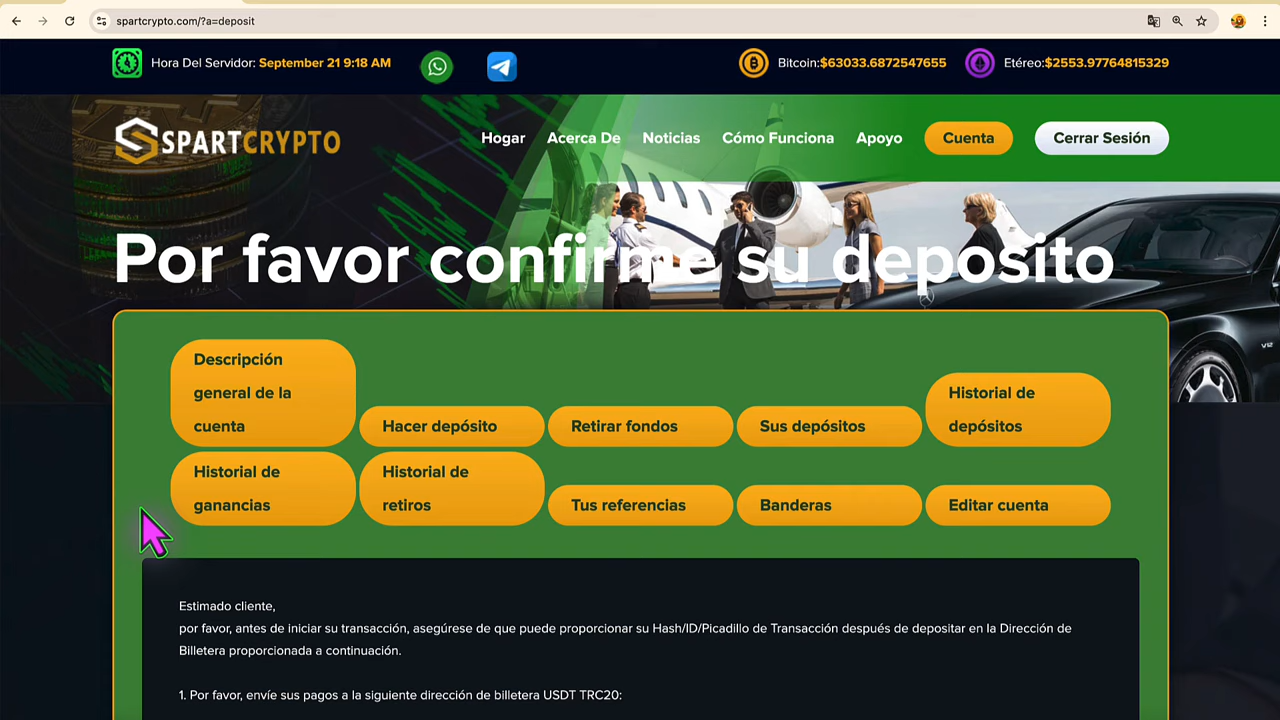 spartcrypto.com/?a=deposit
Hora Del Servidor: September 21 9:18 AM
Bitcoin:$63033.6872547655
Etéreo:$2553.97764815329
SPARTCRYPTO
Hogar
Acerca De
Noticias
Cómo Funciona
Apoyo
Cuenta
Cerrar Sesión
Por favor confirme su deposito
Descripción
general de la
cuenta
Hacer depósito
Retirar fondos
Sus depósitos
Historial de
depósitos
Historial de
ganancias
Historial de
retiros
Tus referencias
Banderas
Editar cuenta
Estimado cliente,
por favor, antes de iniciar su transacción, asegúrese de que puede proporcionar su Hash/ID/Picadillo de Transacción después de depositar en la Dirección de
Billetera proporcionada a continuación.
1. Por favor, envíe sus pagos a la siguiente dirección de billetera USDT TRC20: